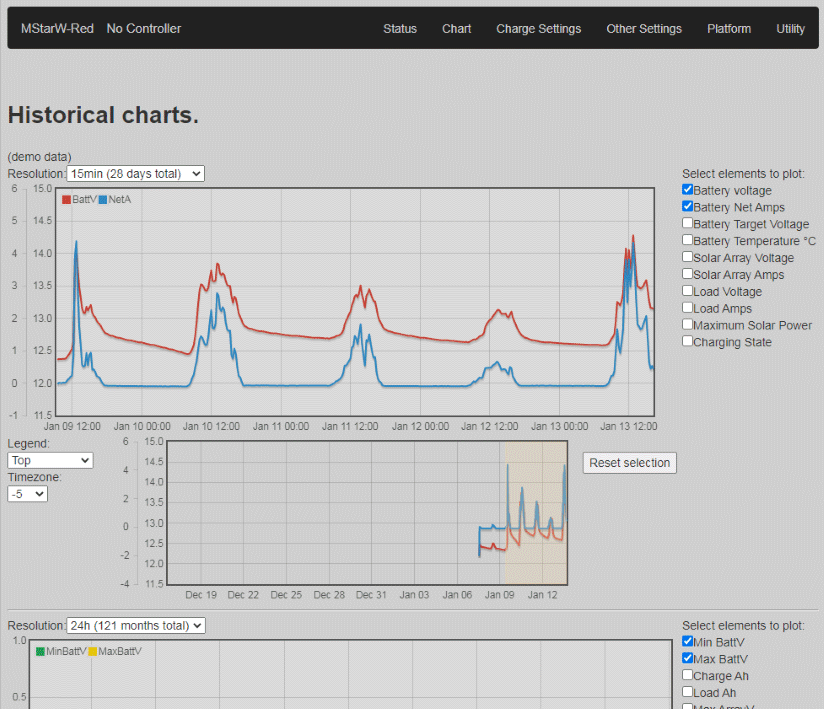 MStarW-Red No Controller Status Chart Charge Settings Other Settings Platform Utility
Historical charts.
(demo data)
Resolution: 15min (28 days total)
6 5 4 3 2 1 0 -1
15.0 14.5 14.0 13.5 13.0 12.5 12.0 11.5
BattV NetA
Jan 09 12:00 Jan 10 00:00 Jan 10 12:00 Jan 11 00:00 Jan 11 12:00 Jan 12 00:00 Jan 12 12:00 Jan 13 00:00 Jan 13 12:00
Select elements to plot:
Battery voltage
Battery Net Amps
Battery Target Voltage
Battery Temperature °C
Solar Array Voltage
Solar Array Amps
Load Voltage
Load Amps
Maximum Solar Power
Charging State
Legend:
Top
Timezone:
-5
6 4 2 0 -2 -4
15.0 14.5 14.0 13.5 13.0 12.5 12.0 11.5
Dec 19 Dec 22 Dec 25 Dec 28 Dec 31 Jan 03 Jan 06 Jan 09 Jan 12
Reset selection
Resolution: 24h (121 months total)
1.0
0.5
MinBattV MaxBattV
Select elements to plot:
Min BattV
Max BattV
Charge Ah
Load Ah
Max ArrayV